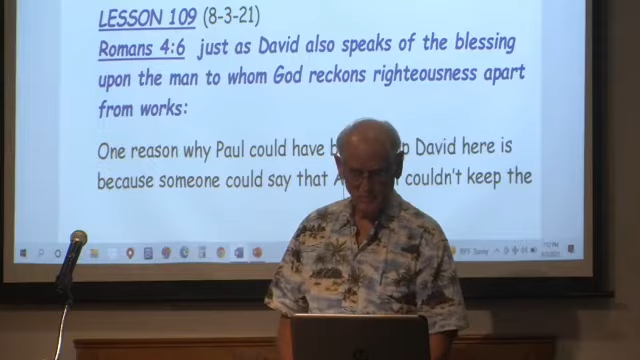 LESSON 109 (8-3-21)
Romans 4:6 just as David also speaks of the blessing
upon the man to whom God reckons righteousness apart
from works:
One reason why Paul could have David here is
because someone could say that couldn't keep the
Sunny